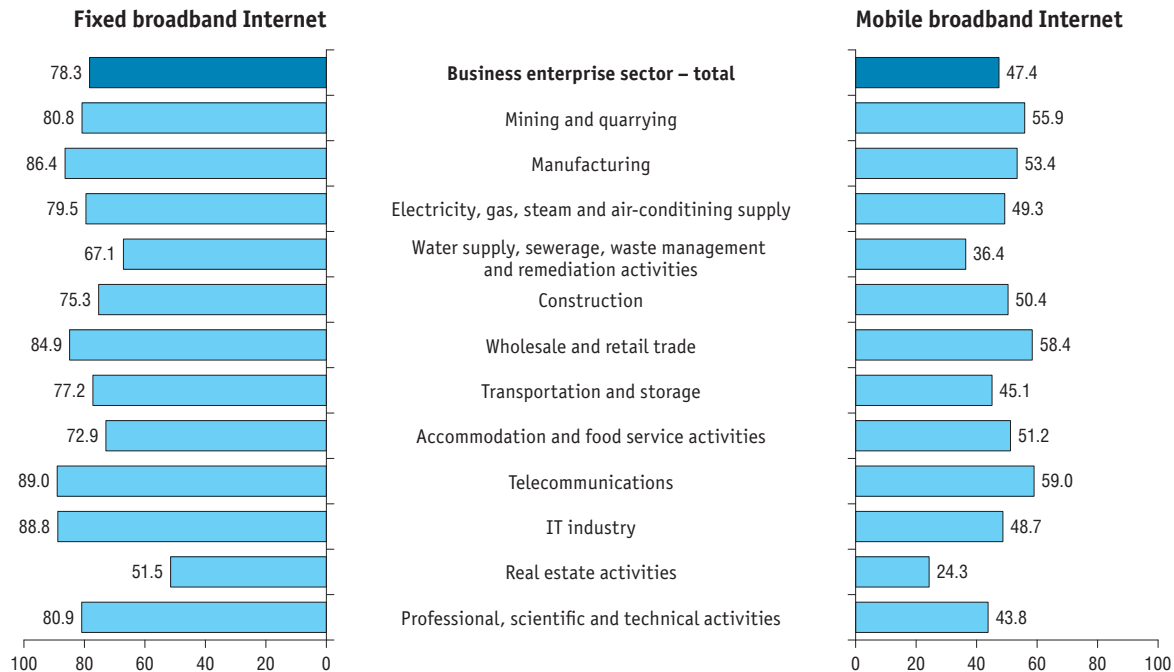 Fixed broadband Internet
Mobile broadband Internet
78.3 Business enterprise sector – total 47.4
80.8 Mining and quarrying 55.9
86.4 Manufacturing 53.4
79.5 Electricity, gas, steam and air-conditining supply 49.3
67.1 Water supply, sewerage, waste management 36.4
and remediation activities
75.3 Construction 50.4
84.9 Wholesale and retail trade 58.4
77.2 Transportation and storage 45.1
72.9 Accommodation and food service activities 51.2
89.0 Telecommunications 59.0
88.8 IT industry 48.7
51.5 Real estate activities 24.3
80.9 Professional, scientific and technical activities 43.8
100 80 60 40 20 0
0 20 40 60 80 100